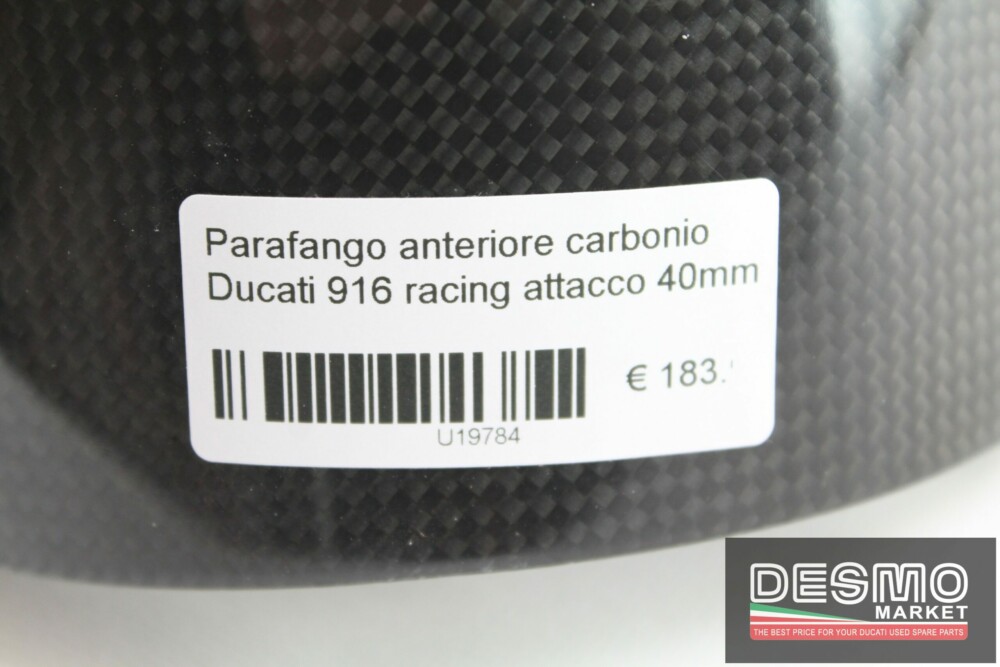 Parafango anteriore carbonio
Ducati 916 racing attacco 40mm
€ 183.
U19784
DESMO
MARKET
THE BEST PRICE FOR YOUR DUCATI USED SPARE PARTS